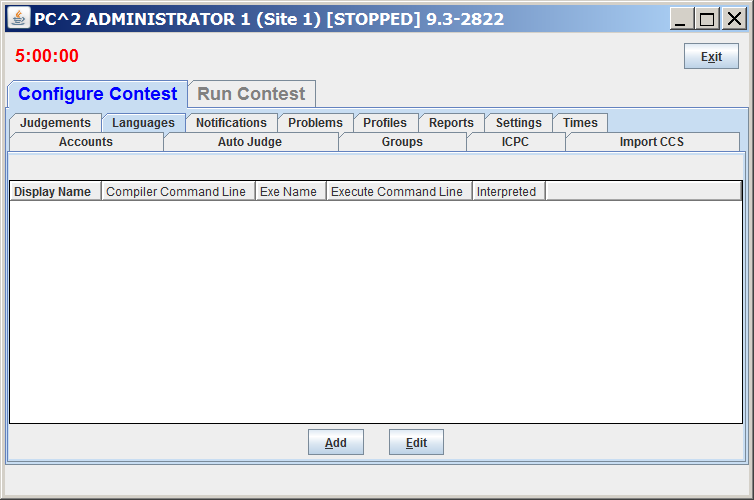 PC^2 ADMINISTRATOR 1 (Site 1) [STOPPED] 9.3-2822
5:00:00 Exit
Configure Contest Run Contest
Judgements Languages Notifications Problems Profiles Reports Settings Times
Accounts Auto Judge Groups ICPC Import CCS
Display Name Compiler Command Line Exe Name Execute Command Line Interpreted
Add Edit